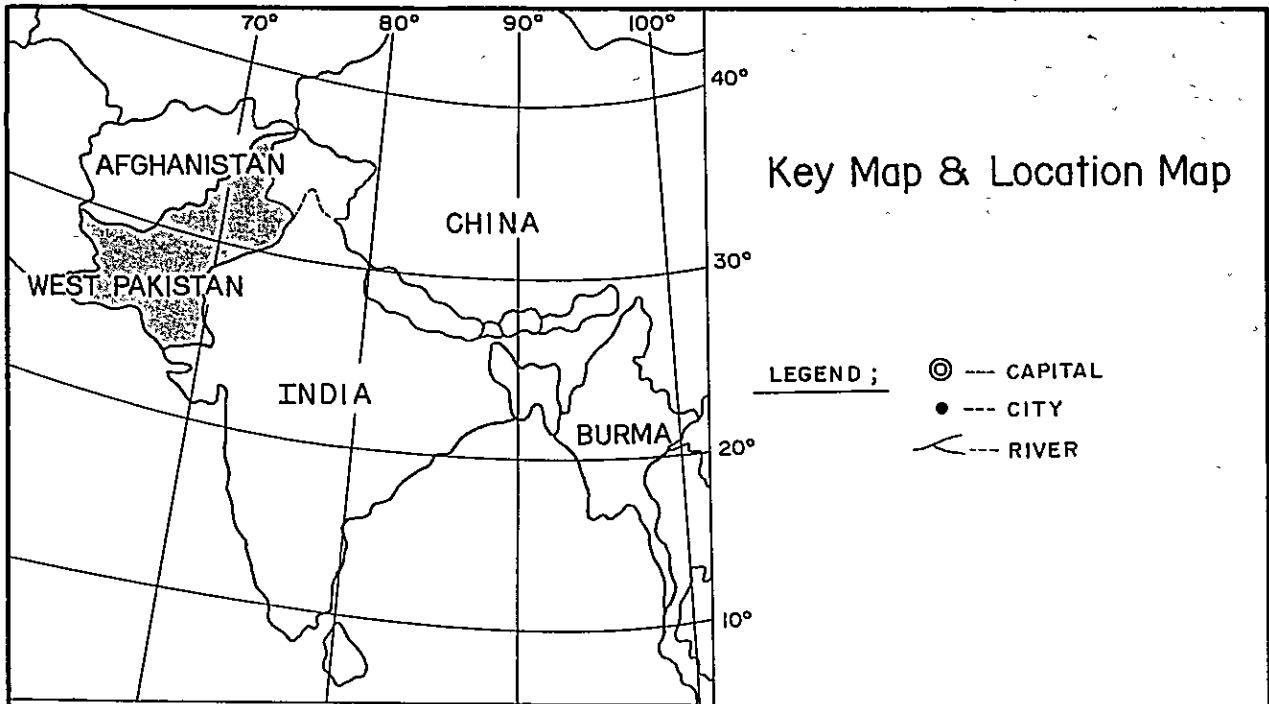 70° 80° 90° 100°
40°
AFGHANISTAN
Key Map & Location Map
CHINA
30°
WEST PAKISTAN
LEGEND ; ◎ --- CAPITAL
INDIA
● --- CITY
BURMA
--- RIVER
20°
10°